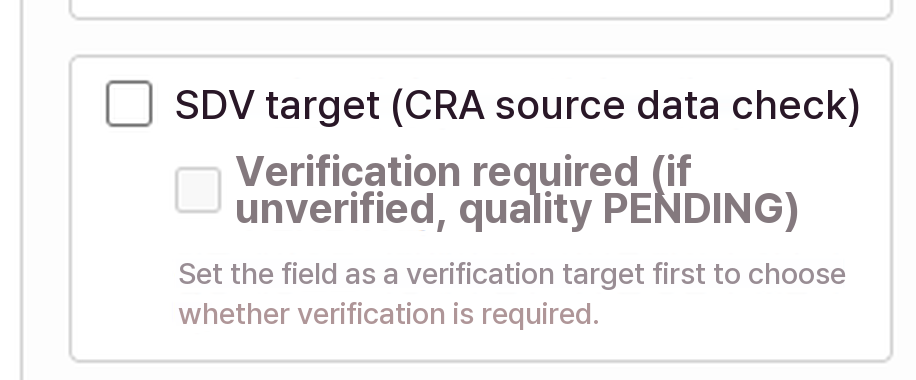 SDV target (CRA source data check)
Verification required (if
unverified, quality PENDING)
Set the field as a verification target first to choose
whether verification is required.